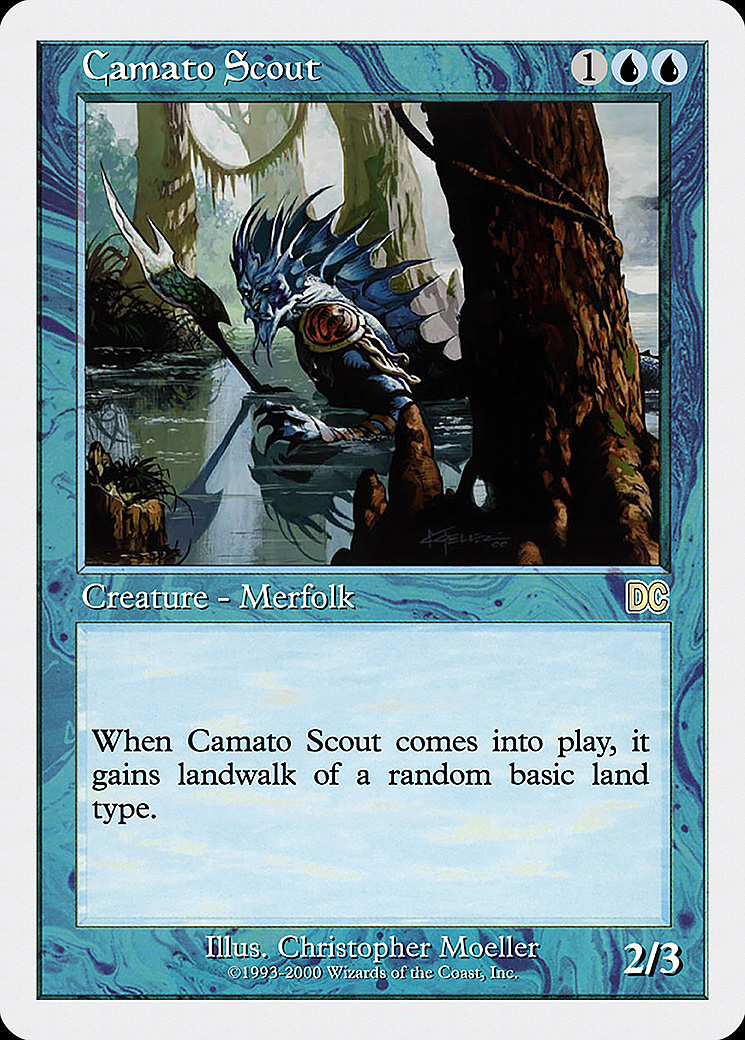 Camato Scout 1
Creature - Merfolk DC
When Camato Scout comes into play, it
gains landwalk of a random basic land
type.
Illus. Christopher Moeller
©1993-2000 Wizards of the Coast, Inc.
2/3